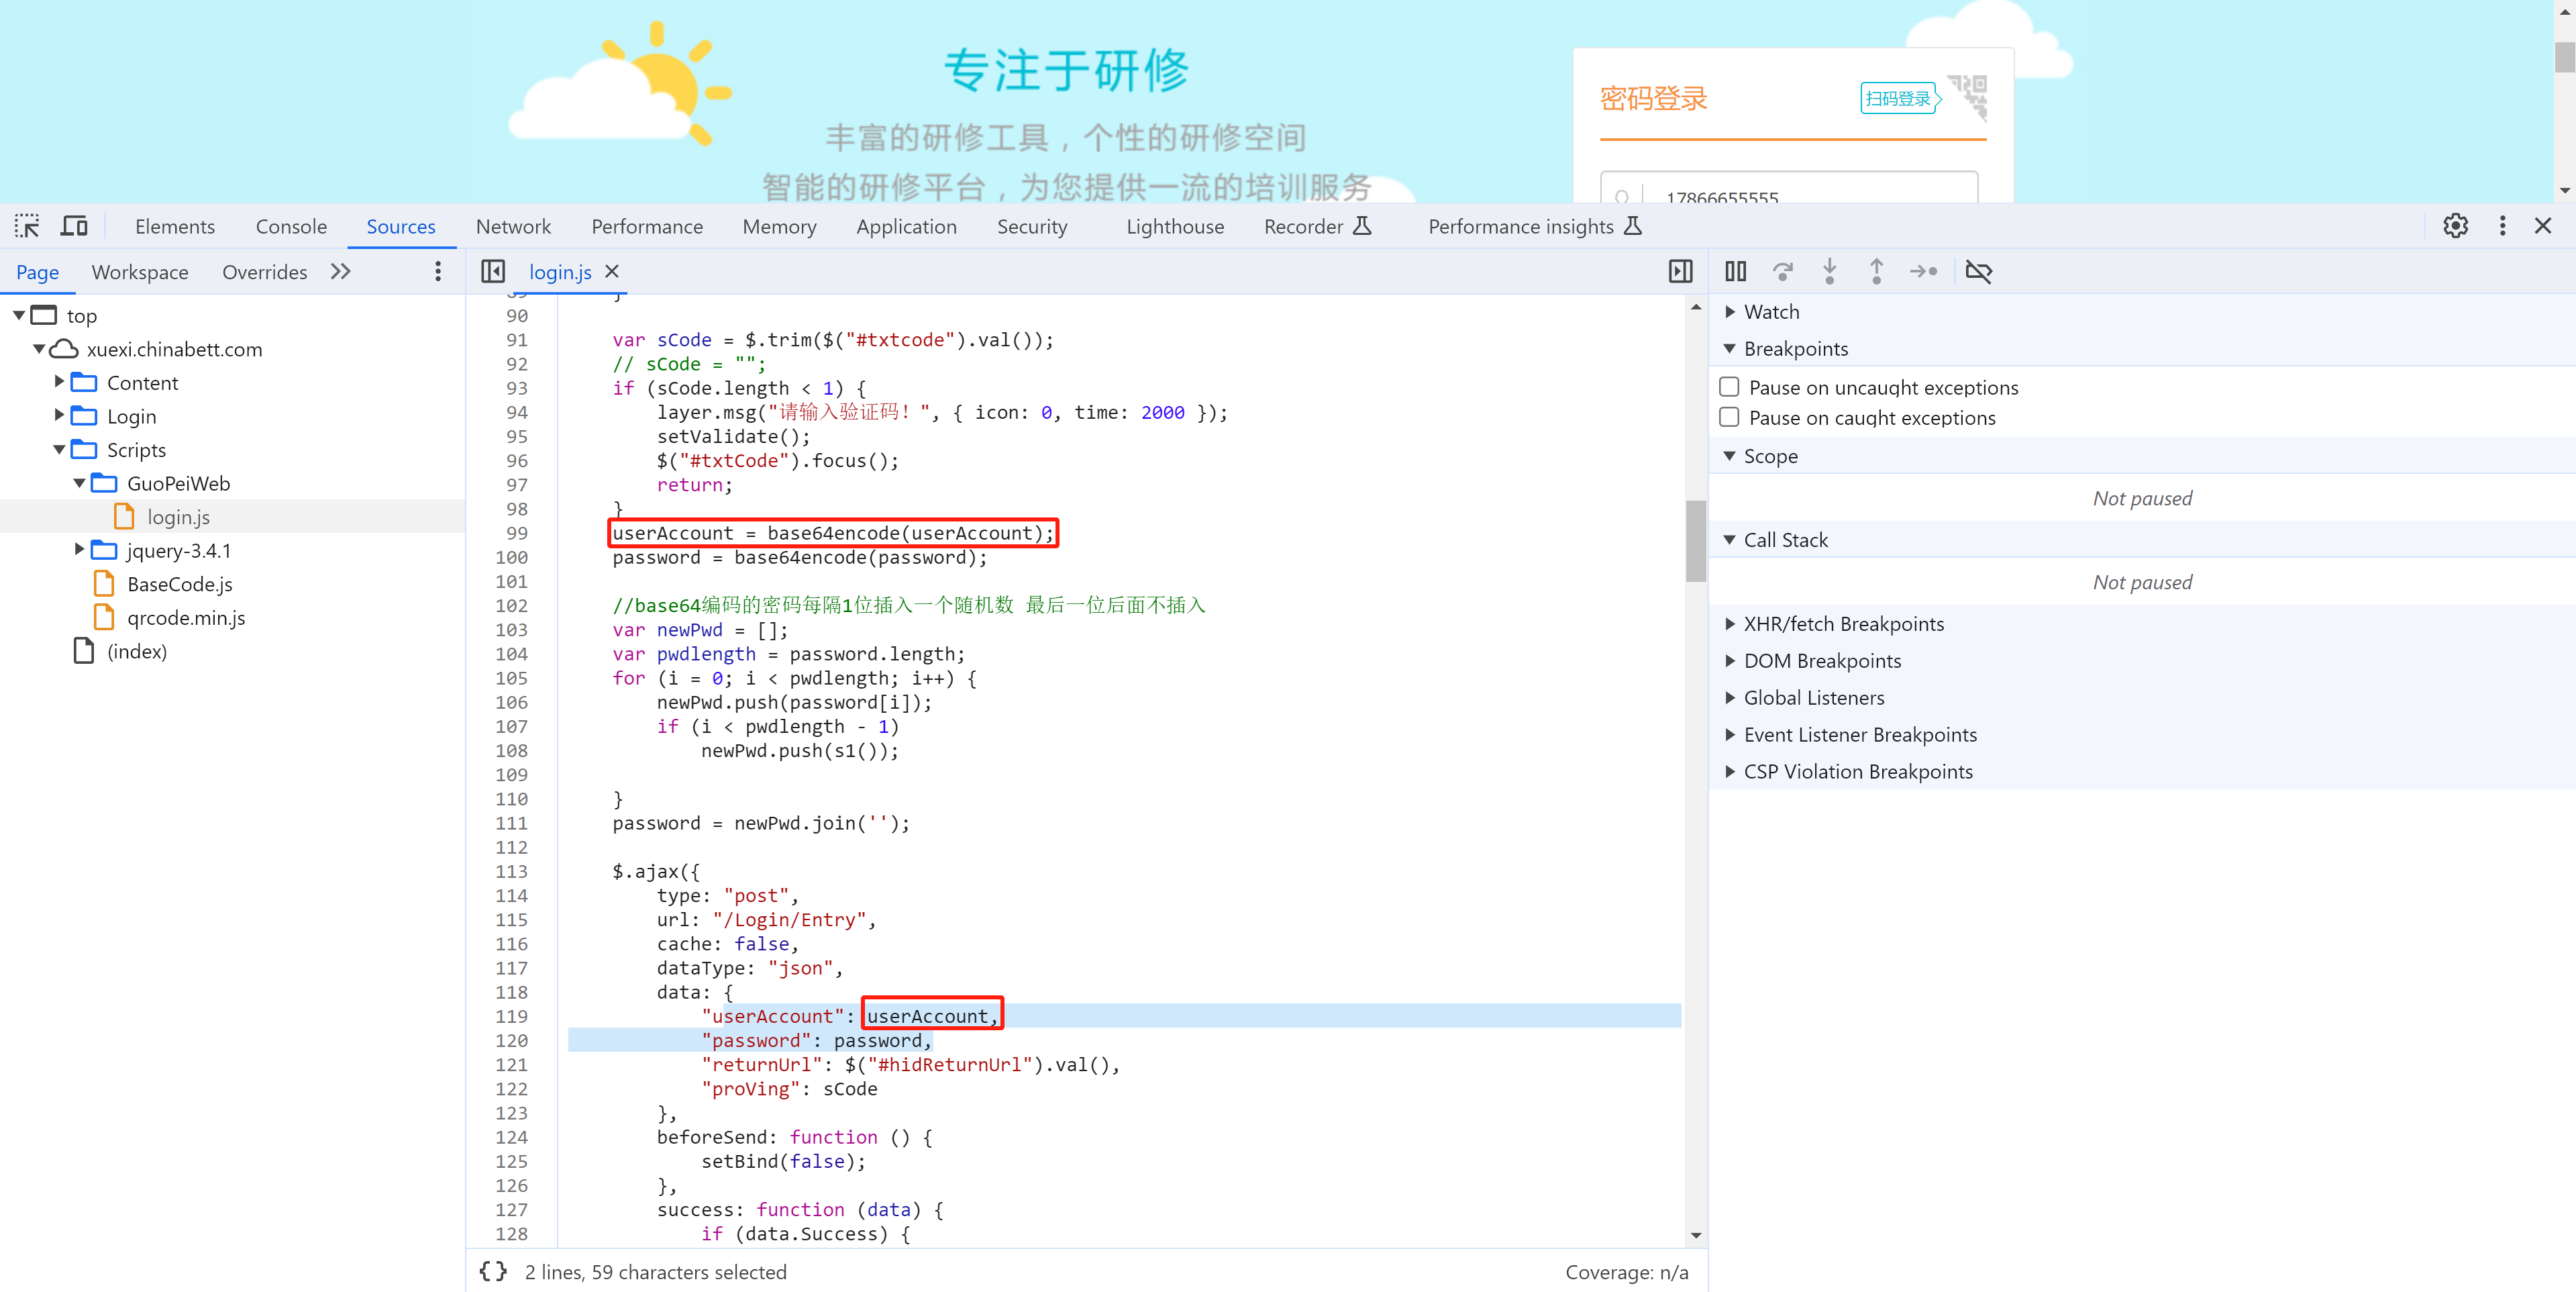 专注于研修
丰富的研修工具，个性的研修空间
智能的研修平台，为您提供一流的培训服务
密码登录
扫码登录
17866655555
Elements Console Sources Network Performance Memory Application Security Lighthouse Recorder Performance insights
Page Workspace Overrides
login.js
top
xuexi.chinabett.com
Content
Login
Scripts
GuoPeiWeb
login.js
jquery-3.4.1
BaseCode.js
qrcode.min.js
(index)
89 }
90
91 var sCode = $.trim($("#txtcode").val());
92 // sCode = "";
93 if (sCode.length < 1) {
94 layer.msg("请输入验证码！", { icon: 0, time: 2000 });
95 setValidate();
96 $("#txtCode").focus();
97 return;
98 }
99 userAccount = base64encode(userAccount);
100 password = base64encode(password);
101
102 //base64编码的密码每隔1位插入一个随机数 最后一位后面不插入
103 var newPwd = [];
104 var pwdlength = password.length;
105 for (i = 0; i < pwdlength; i++) {
106 newPwd.push(password[i]);
107 if (i < pwdlength - 1)
108 newPwd.push(s1());
109
110 }
111 password = newPwd.join('');
112
113 $.ajax({
114 type: "post",
115 url: "/Login/Entry",
116 cache: false,
117 dataType: "json",
118 data: {
119 "userAccount": userAccount,
120 "password": password,
121 "returnUrl": $("#hidReturnUrl").val(),
122 "proVing": sCode
123 },
124 beforeSend: function () {
125 setBind(false);
126 },
127 success: function (data) {
128 if (data.Success) {
2 lines, 59 characters selected
Coverage: n/a
Watch
Breakpoints
Pause on uncaught exceptions
Pause on caught exceptions
Scope
Not paused
Call Stack
Not paused
XHR/fetch Breakpoints
DOM Breakpoints
Global Listeners
Event Listener Breakpoints
CSP Violation Breakpoints